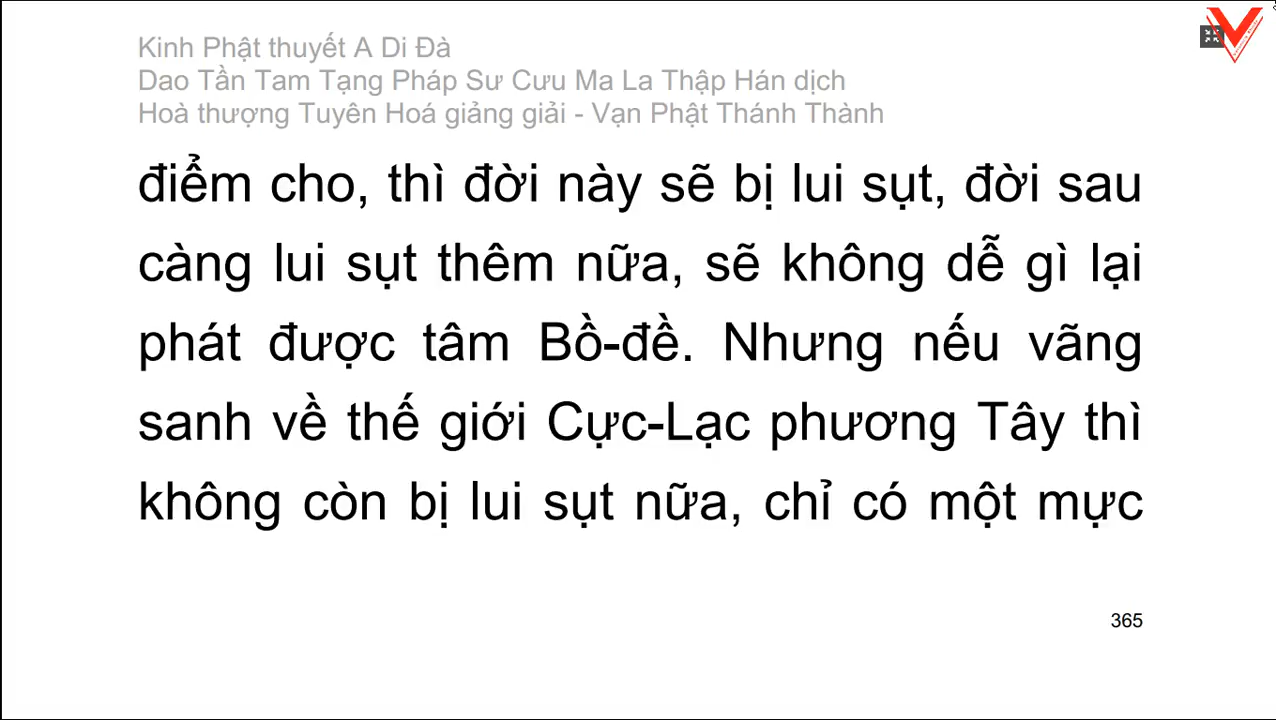 Kinh Phật thuyết A Di Đà
Dao Tần Tam Tạng Pháp Sư Cưu Ma La Thập Hán dịch
Hoà thượng Tuyên Hoá giảng giải - Vạn Phật Thánh Thành
điểm cho, thì đời này sẽ bị lui sụt, đời sau
càng lui sụt thêm nữa, sẽ không dễ gì lại
phát được tâm Bồ-đề. Nhưng nếu vãng
sanh về thế giới Cực-Lạc phương Tây thì
không còn bị lui sụt nữa, chỉ có một mực
365